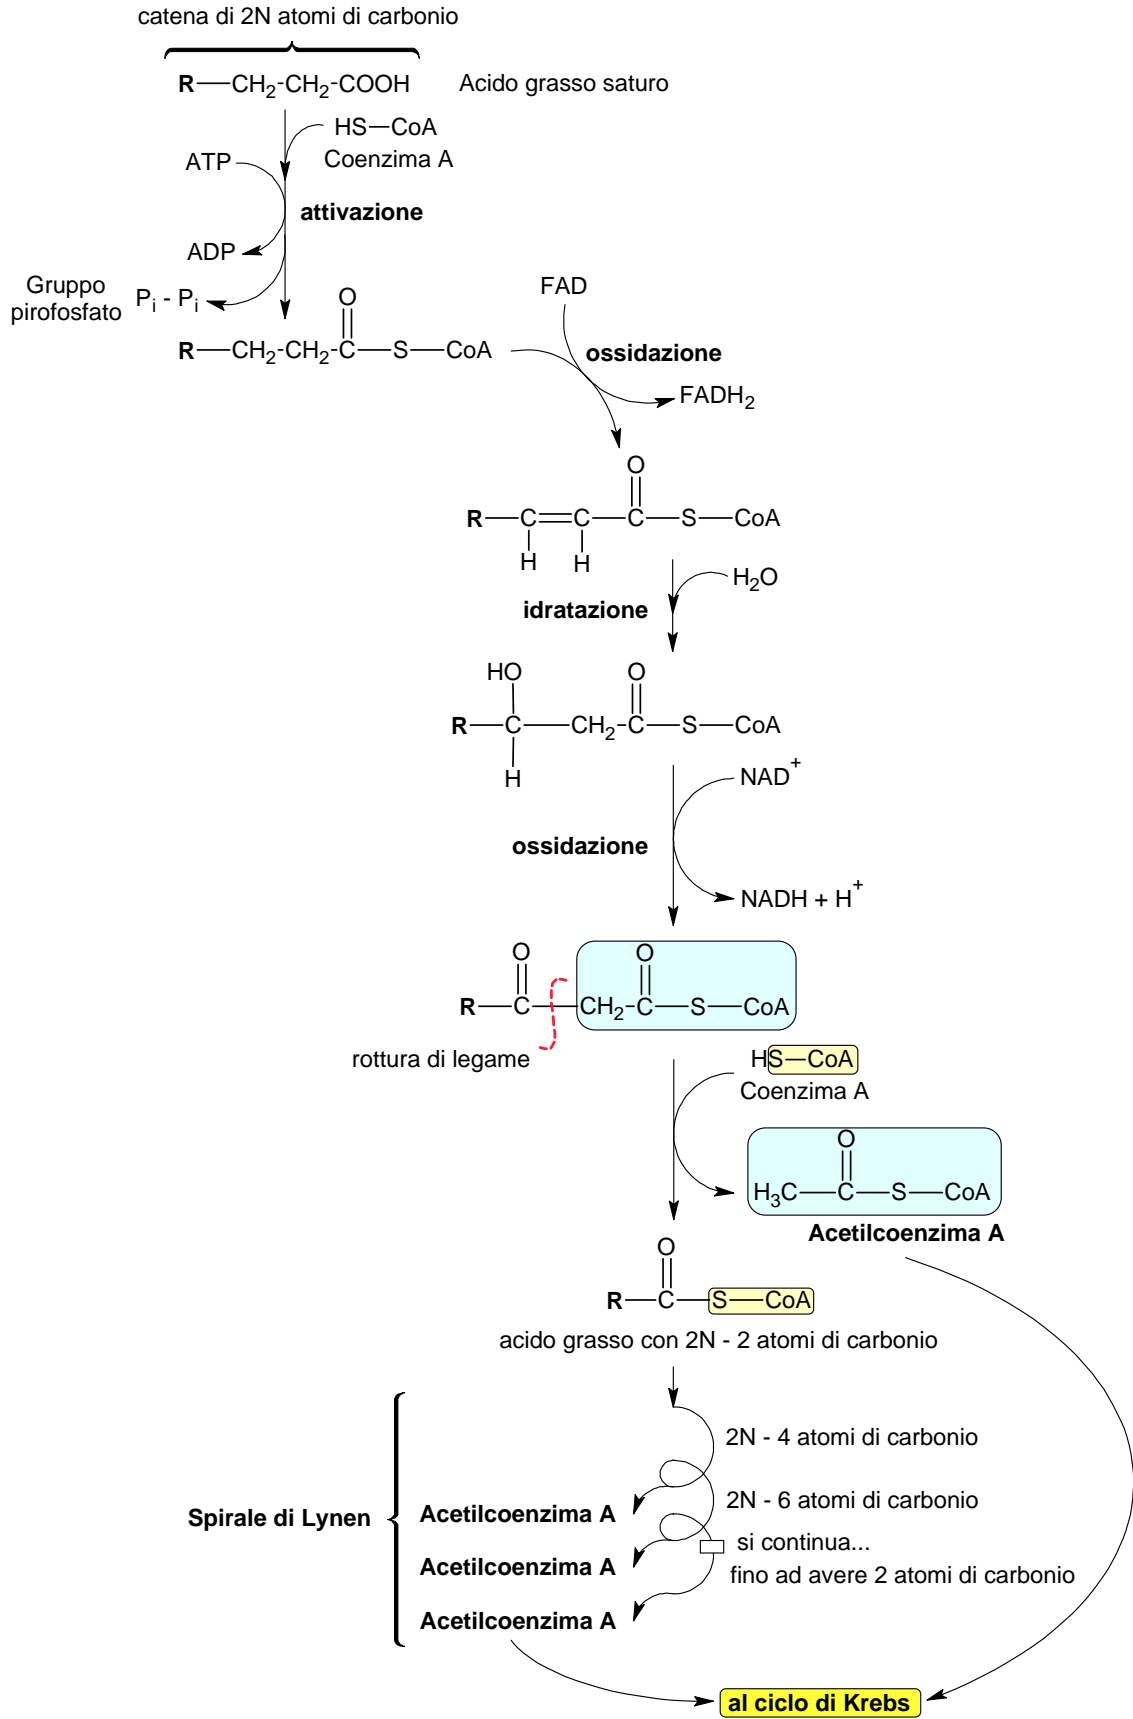 catena di 2N atomi di carbonio
R—CH2-CH2-COOH Acido grasso saturo
HS—CoA
Coenzima A
ATP
attivazione
ADP
Gruppo
pirofosfato
Pi - Pi
O
R—CH2-CH2-C—S—CoA
FAD
ossidazione
FADH2
O
R—C=C—C—S—CoA
H H
H2O
idratazione
HO O
R—C—CH2-C—S—CoA
H
NAD+
ossidazione
NADH + H+
O O
R—C—CH2-C—S—CoA
rottura di legame
HS—CoA
Coenzima A
O
H3C—C—S—CoA
Acetilcoenzima A
O
R—C—S—CoA
acido grasso con 2N - 2 atomi di carbonio
2N - 4 atomi di carbonio
2N - 6 atomi di carbonio
Spirale di Lynen
Acetilcoenzima A
si continua...
Acetilcoenzima A
fino ad avere 2 atomi di carbonio
Acetilcoenzima A
al ciclo di Krebs